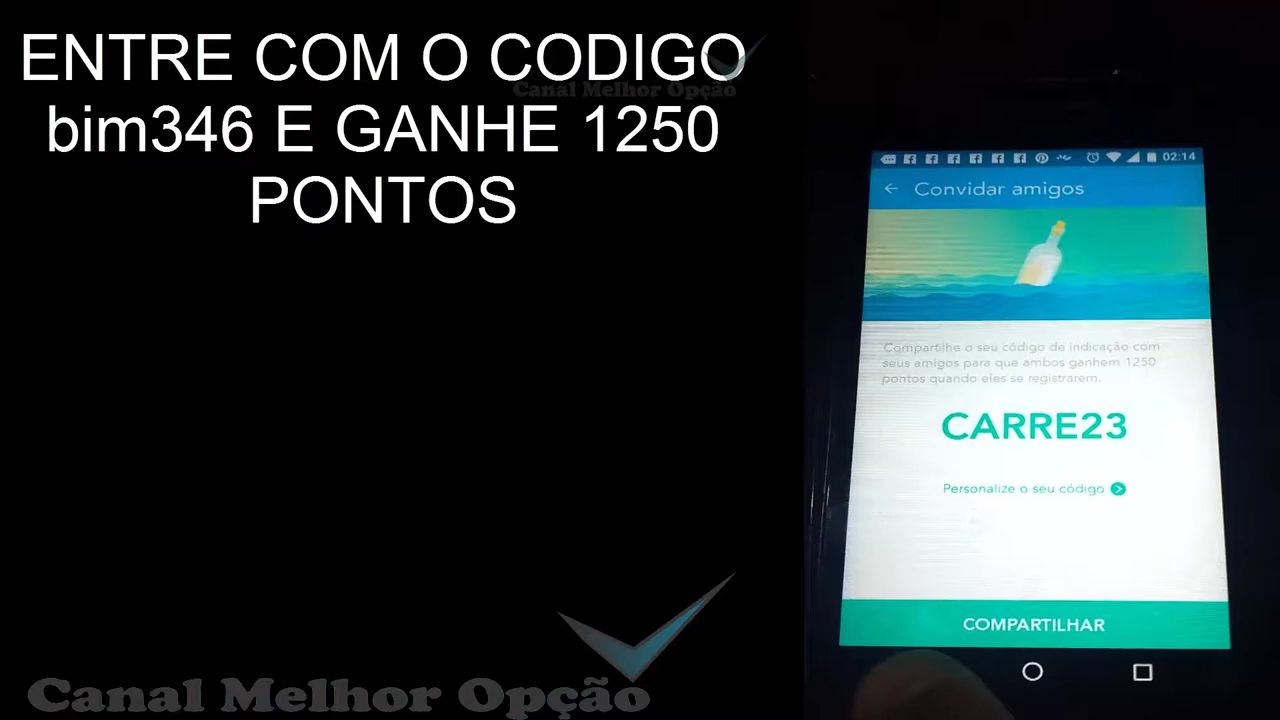 ENTRE COM O CODIGO
bim346 E GANHE 1250
PONTOS
Canal Melhor Opção
02:14
Convidar amigos
Compartilhe o seu código de indicação com
seus amigos para que ambos ganhem 1250
pontos quando eles se registrarem.
CARRE23
Personalize o seu código
COMPARTILHAR
Canal Melhor Opção